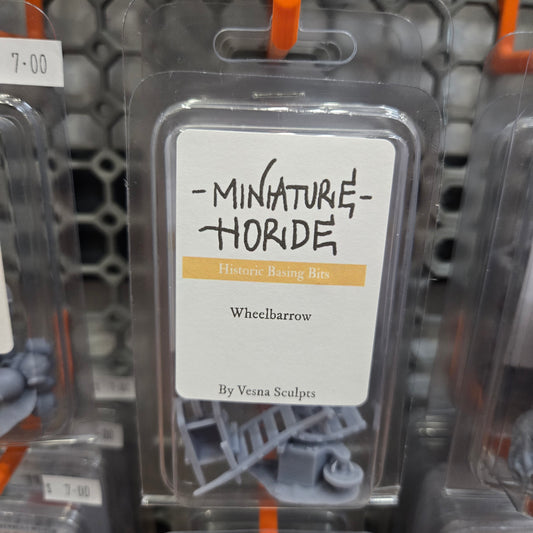 $ 7.00
-MINIATURE-
HORDE
Historic Basing Bits
Wheelbarrow
By Vesna Sculpts
$ 7.00